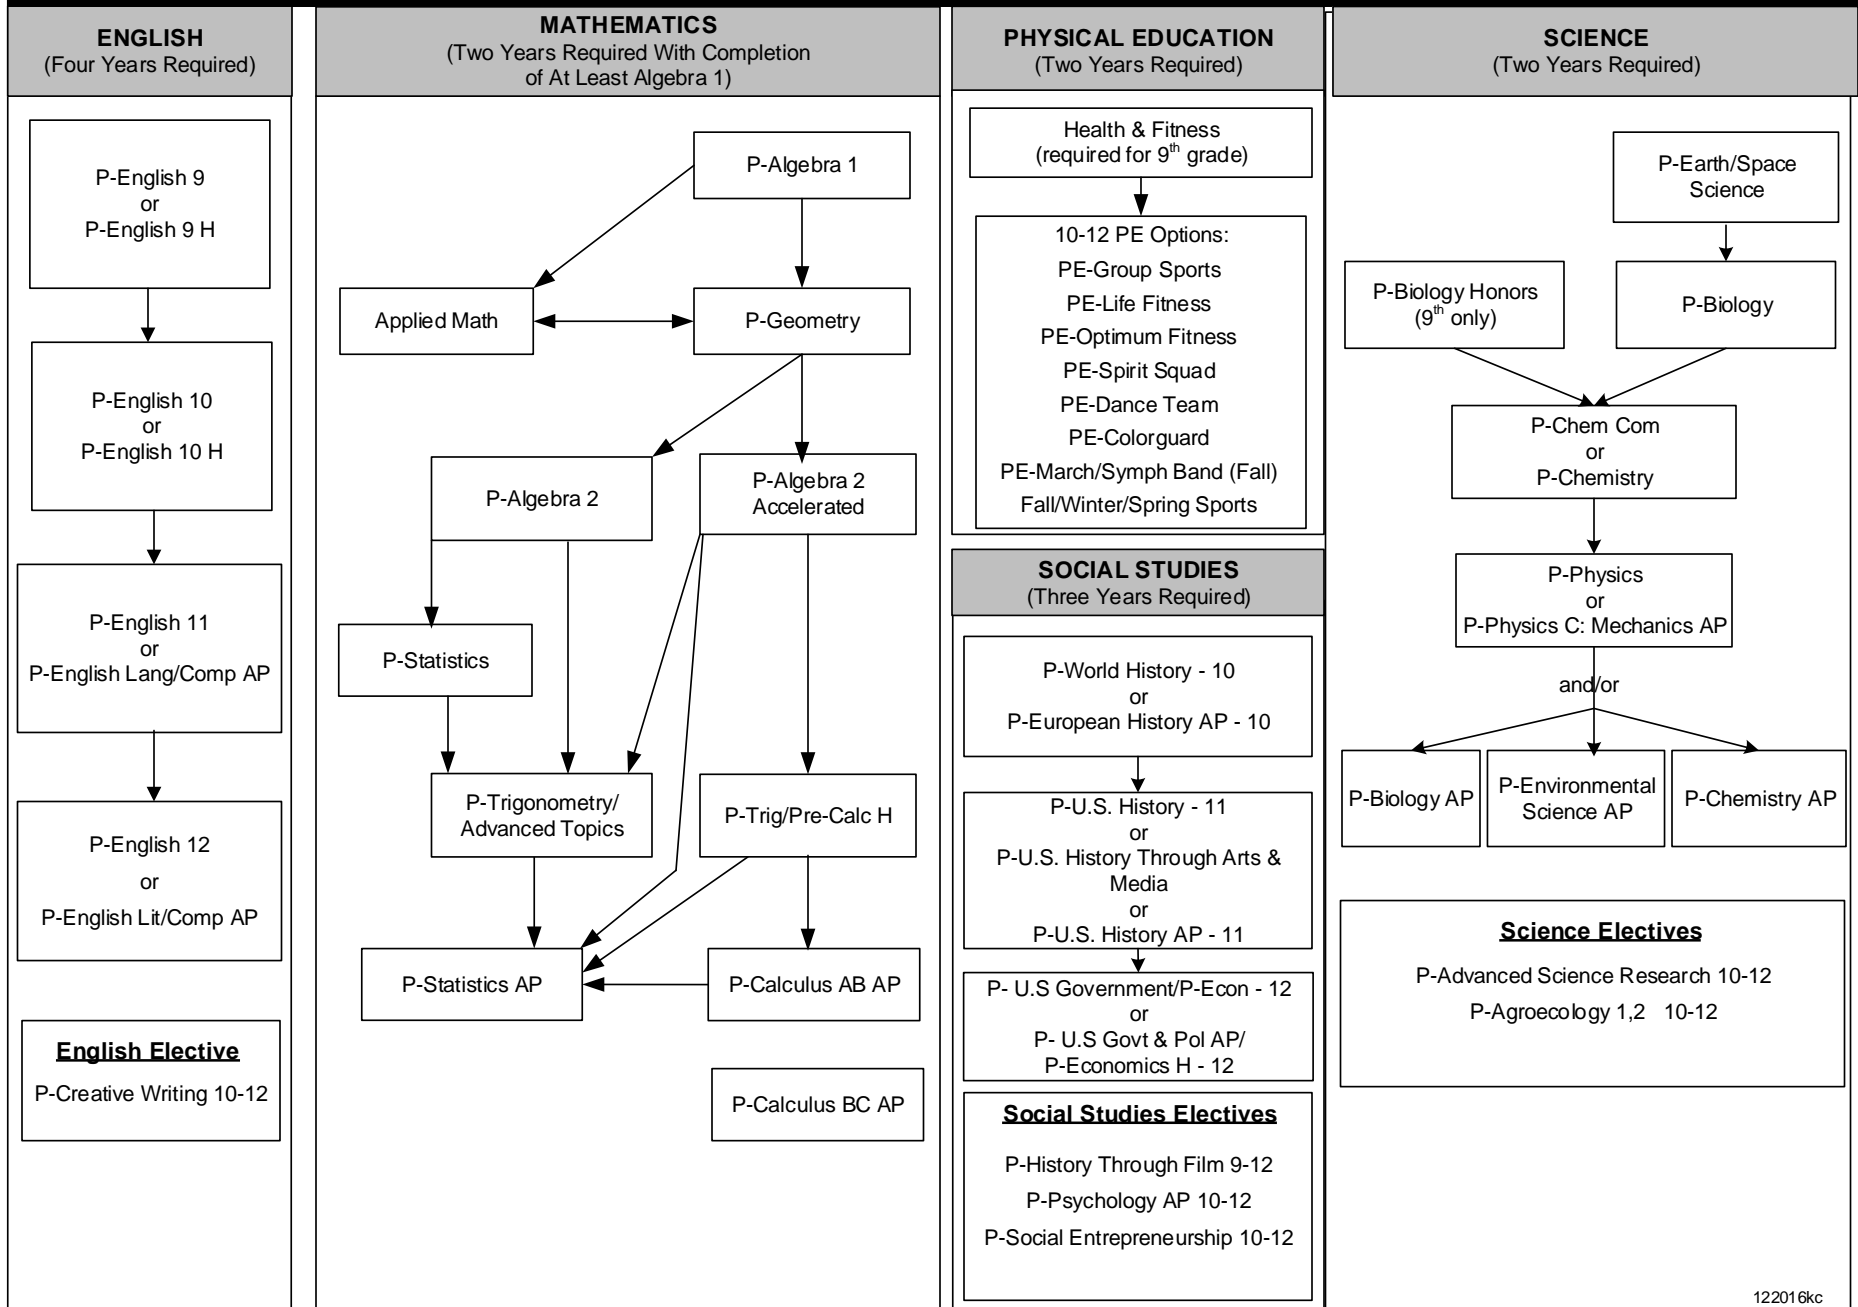 ENGLISH
(Four Years Required)
P-English 9
or
P-English 9 H
P-English 10
or
P-English 10 H
P-English 11
or
P-English Lang/Comp AP
P-English 12
or
P-English Lit/Comp AP
English Elective
P-Creative Writing 10-12
MATHEMATICS
(Two Years Required With Completion
of At Least Algebra 1)
P-Algebra 1
Applied Math
P-Geometry
P-Algebra 2
P-Algebra 2
Accelerated
P-Statistics
P-Trigonometry/
Advanced Topics
P-Trig/Pre-Calc H
P-Statistics AP
P-Calculus AB AP
P-Calculus BC AP
PHYSICAL EDUCATION
(Two Years Required)
Health & Fitness
(required for 9th grade)
10-12 PE Options:
PE-Group Sports
PE-Life Fitness
PE-Optimum Fitness
PE-Spirit Squad
PE-Dance Team
PE-Colorguard
PE-March/Symph Band (Fall)
Fall/Winter/Spring Sports
SOCIAL STUDIES
(Three Years Required)
P-World History - 10
or
P-European History AP - 10
P-U.S. History - 11
or
P-U.S. History Through Arts &
Media
or
P-U.S. History AP - 11
P- U.S Government/P-Econ - 12
or
P- U.S Govt & Pol AP/
P-Economics H - 12
Social Studies Electives
P-History Through Film 9-12
P-Psychology AP 10-12
P-Social Entrepreneurship 10-12
SCIENCE
(Two Years Required)
P-Earth/Space
Science
P-Biology Honors
(9th only)
P-Biology
P-Chem Com
or
P-Chemistry
P-Physics
or
P-Physics C: Mechanics AP
and/or
P-Biology AP
P-Environmental
Science AP
P-Chemistry AP
Science Electives
P-Advanced Science Research 10-12
P-Agroecology 1,2 10-12
122016kc